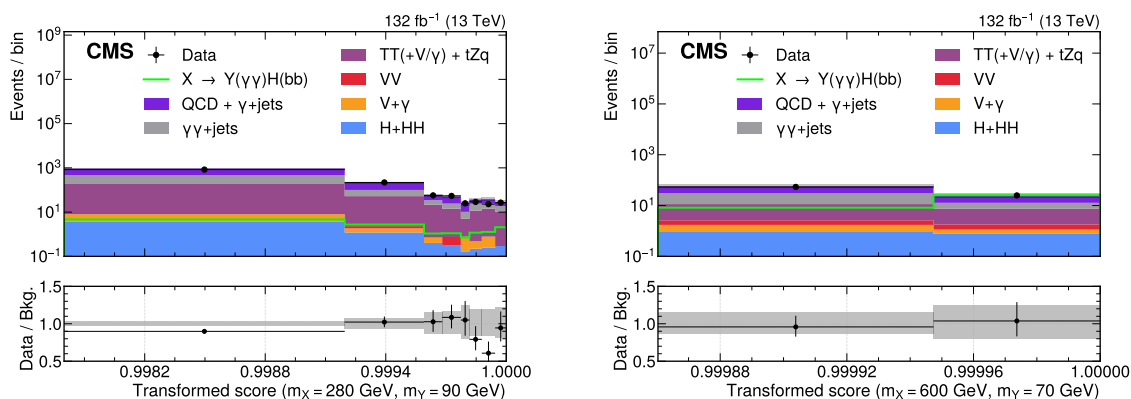 132 fb⁻¹ (13 TeV)
CMS
Data
X → Y(γγ)H(bb)
QCD + γ+jets
γγ+jets
TT(+V/γ) + tZq
VV
V+γ
H+HH
Events / bin
10⁹
10⁷
10⁵
10³
10¹
10⁻¹
Data / Bkg.
1.5
1.0
0.5
0.9982
0.9988
0.9994
1.0000
Transformed score (mX = 280 GeV, mY = 90 GeV)
132 fb⁻¹ (13 TeV)
CMS
Data
X → Y(γγ)H(bb)
QCD + γ+jets
γγ+jets
TT(+V/γ) + tZq
VV
V+γ
H+HH
Events / bin
10⁷
10⁵
10³
10¹
10⁻¹
Data / Bkg.
1.5
1.0
0.5
0.99988
0.99992
0.99996
1.00000
Transformed score (mX = 600 GeV, mY = 70 GeV)